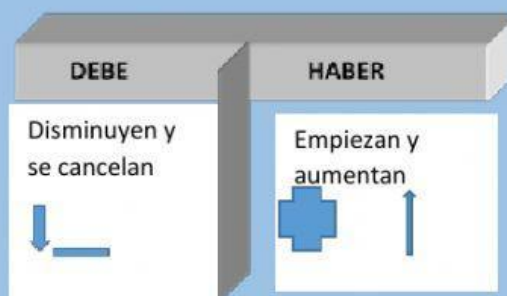 DEBE
HABER
Disminuyen y
se cancelan
Empiezan y
aumentan